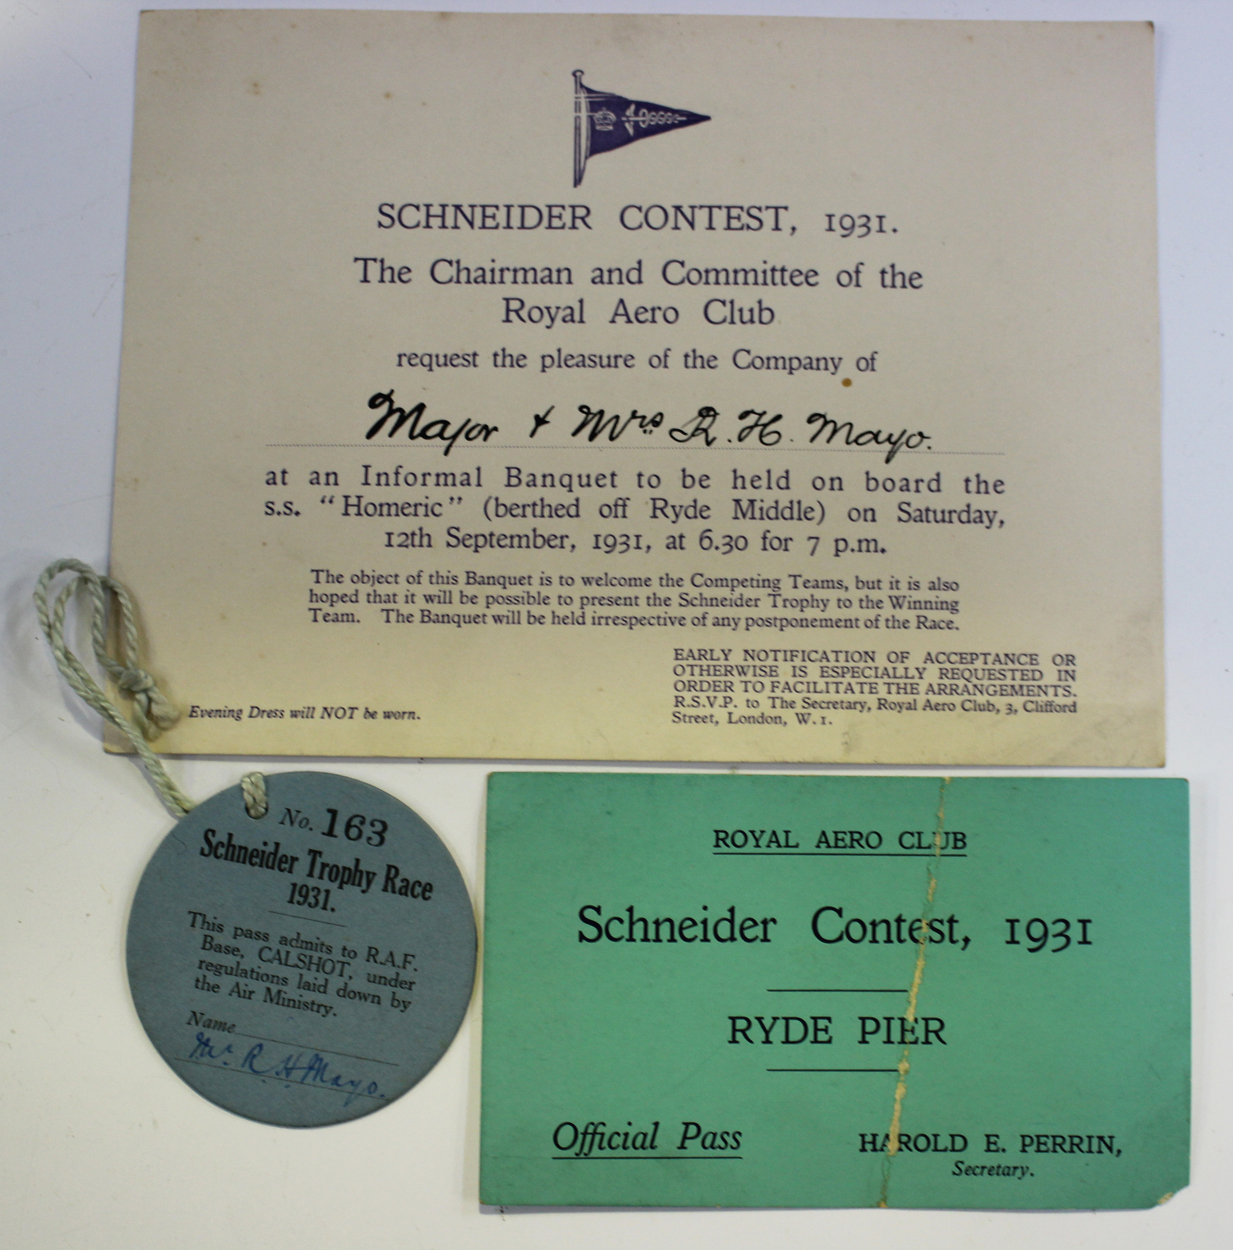 SCHNEIDER CONTEST, 1931.
The Chairman and Committee of the
Royal Aero Club
request the pleasure of the Company of
Major & Mrs R. H. Mayo.
at an Informal Banquet to be held on board the
s.s. "Homeric" (berthed off Ryde Middle) on Saturday,
12th September, 1931, at 6.30 for 7 p.m.
The object of this Banquet is to welcome the Competing Teams, but it is also
hoped that it will be possible to present the Schneider Trophy to the Winning
Team. The Banquet will be held irrespective of any postponement of the Race.
EARLY NOTIFICATION OF ACCEPTANCE OR
OTHERWISE IS ESPECIALLY REQUESTED IN
ORDER TO FACILITATE THE ARRANGEMENTS.
R.S.V.P. to The Secretary, Royal Aero Club, 3, Clifford
Street, London, W.1.
Evening Dress will NOT be worn.
No. 163
Schneider Trophy Race
1931.
This pass admits to R.A.F.
Base, CALSHOT, under
regulations laid down by
the Air Ministry.
Name
R. H. Mayo.
ROYAL AERO CLUB
Schneider Contest, 1931
RYDE PIER
Official Pass
HAROLD E. PERRIN,
Secretary.